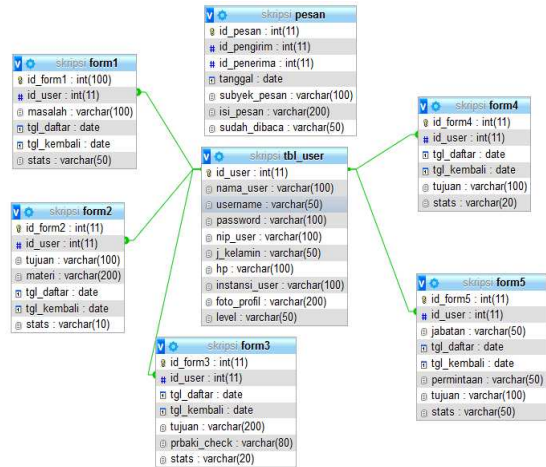 skripsi pesan
id_pesan : int(11)
id_pengirim : int(11)
id_penerima : int(11)
tanggal : date
subyek_pesan : varchar(100)
isi_pesan : varchar(200)
sudah_dibaca : varchar(50)
skripsi form1
id_form1 : int(100)
id_user : int(11)
masalah : varchar(100)
tgl_daftar : date
tgl_kembali : date
stats : varchar(50)
skripsi form4
id_form4 : int(11)
id_user : int(11)
tgl_daftar : date
tgl_kembali : date
tujuan : varchar(100)
stats : varchar(20)
skripsi tbl_user
id_user : int(11)
nama_user : varchar(100)
username : varchar(50)
password : varchar(100)
nip_user : varchar(100)
j_kelamin : varchar(50)
hp : varchar(100)
instansi_user : varchar(100)
foto_profil : varchar(200)
level : varchar(50)
skripsi form2
id_form2 : int(11)
id_user : int(11)
tujuan : varchar(100)
materi : varchar(200)
tgl_daftar : date
tgl_kembali : date
stats : varchar(10)
skripsi form5
id_form5 : int(11)
id_user : int(11)
jabatan : varchar(50)
tgl_daftar : date
tgl_kembali : date
permintaan : varchar(50)
tujuan : varchar(100)
stats : varchar(50)
skripsi form3
id_form3 : int(11)
id_user : int(11)
tgl_daftar : date
tgl_kembali : date
tujuan : varchar(200)
prbaki_check : varchar(80)
stats : varchar(20)